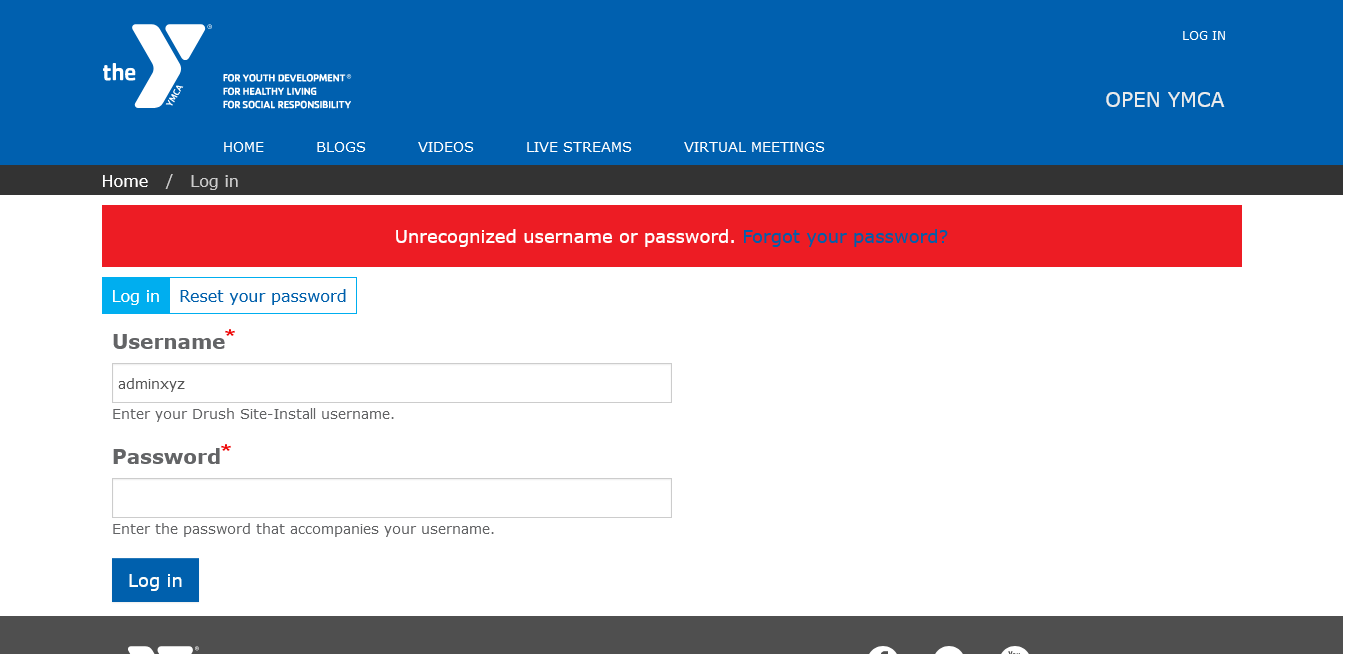 LOG IN
the
YMCA
®
FOR YOUTH DEVELOPMENT®
FOR HEALTHY LIVING
FOR SOCIAL RESPONSIBILITY
OPEN YMCA
HOME BLOGS VIDEOS LIVE STREAMS VIRTUAL MEETINGS
Home / Log in
Unrecognized username or password. Forgot your password?
Log in Reset your password
Username*
adminxyz
Enter your Drush Site-Install username.
Password*
Enter the password that accompanies your username.
Log in
®
You